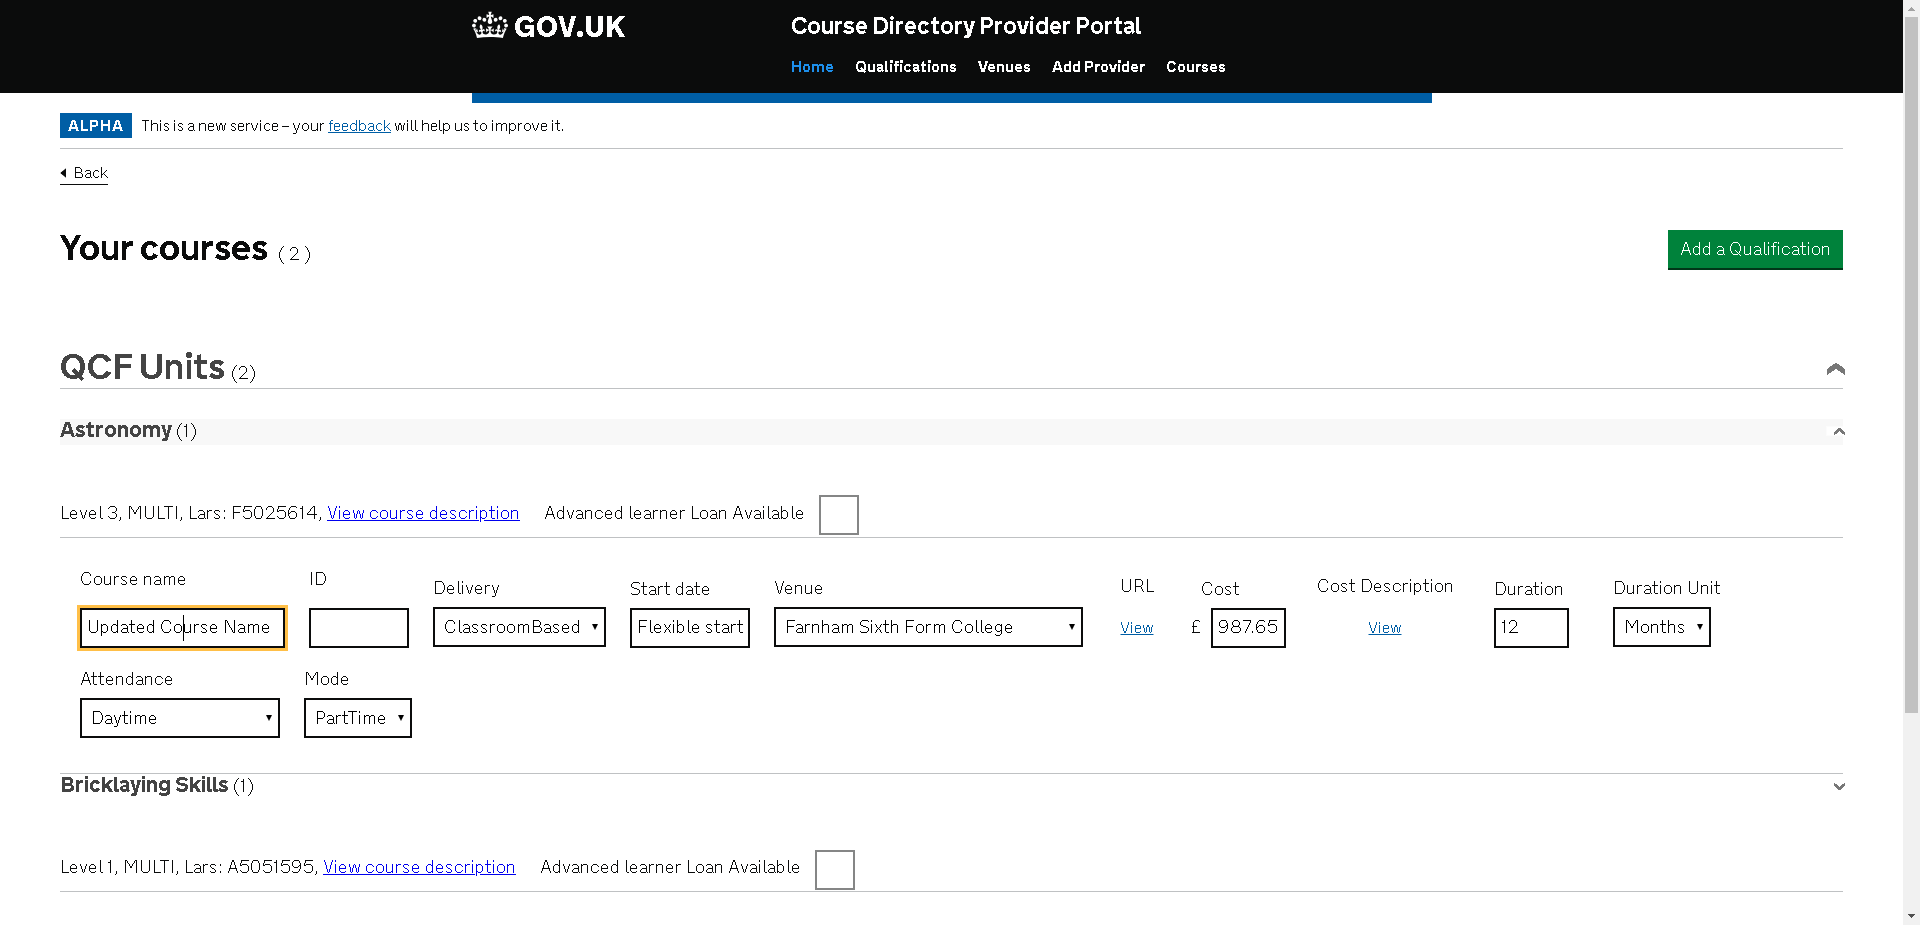 GOV.UK
Course Directory Provider Portal
Home Qualifications Venues Add Provider Courses
ALPHA This is a new service – your feedback will help us to improve it.
Back
Your courses ( 2 )
Add a Qualification
QCF Units (2)
Astronomy (1)
Level 3, MULTI, Lars: F5025614, View course description Advanced learner Loan Available
Course name ID Delivery Start date Venue URL Cost Cost Description Duration Duration Unit
Updated Course Name ClassroomBased Flexible start Farnham Sixth Form College View £ 987.65 View 12 Months
Attendance Mode
Daytime PartTime
Bricklaying Skills (1)
Level 1, MULTI, Lars: A5051595, View course description Advanced learner Loan Available